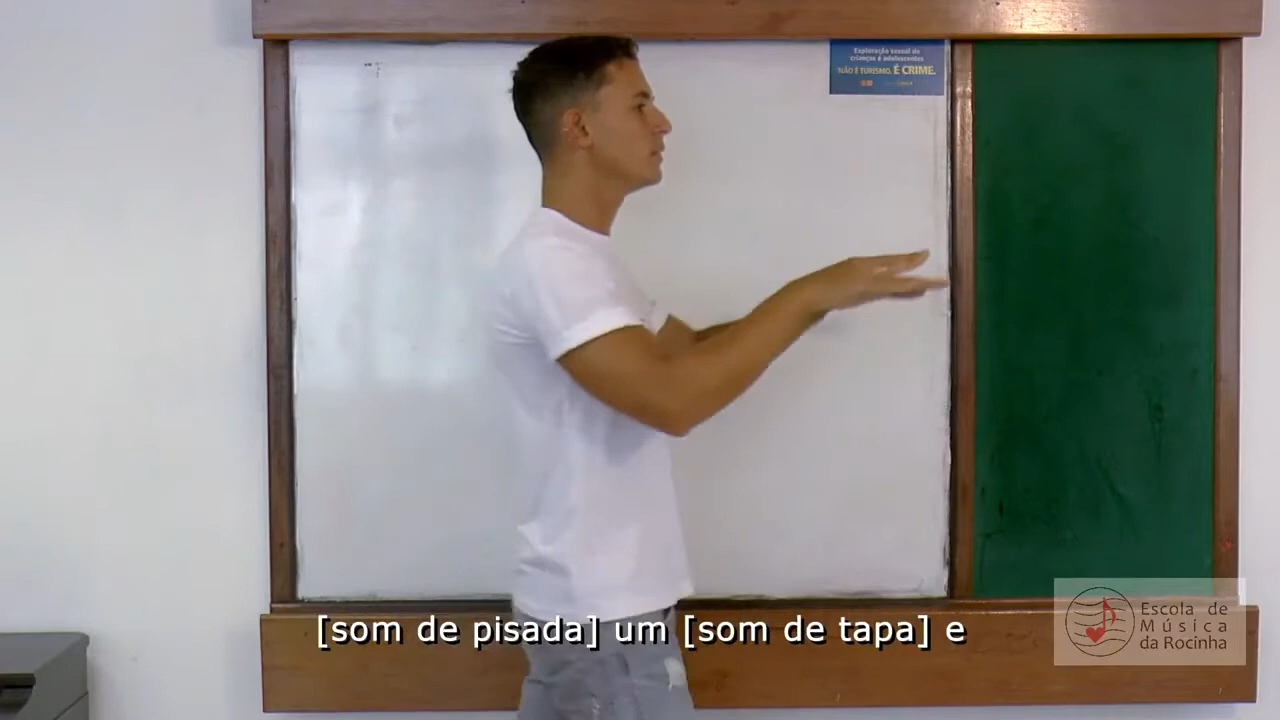 Exploração sexual de
crianças e adolescentes
NÃO É TURISMO. É CRIME.
[som de pisada] um [som de tapa] e
Escola de
Música
da Rocinha